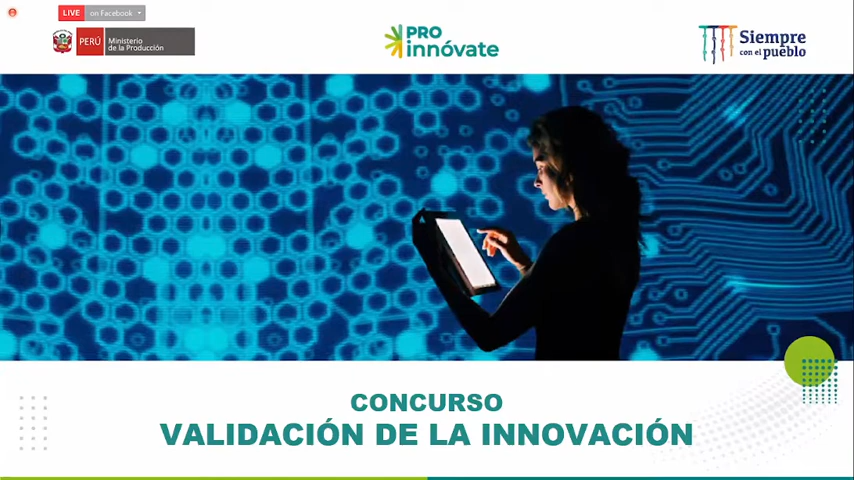 LIVE on Facebook
PERÚ
Ministerio
de la Producción
PRO
innóvate
Siempre
con el pueblo
CONCURSO
VALIDACIÓN DE LA INNOVACIÓN